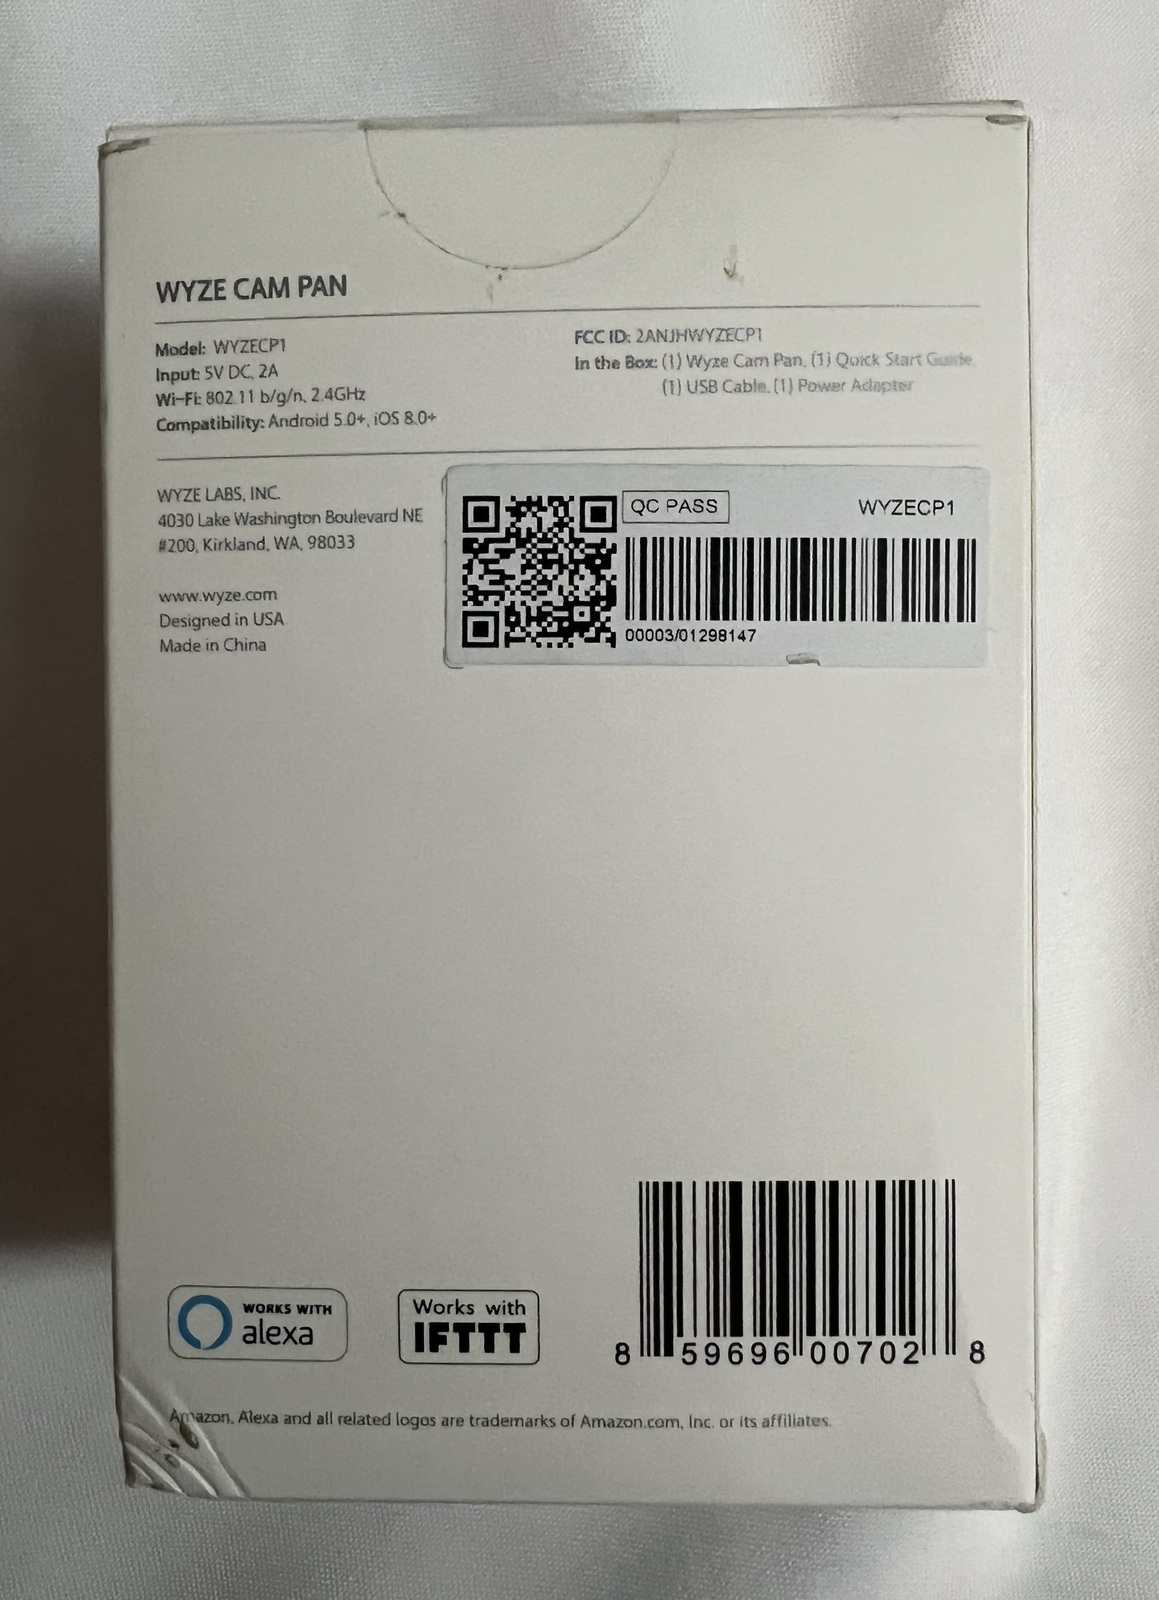 WYZE CAM PAN
Model: WYZECP1
Input: 5V DC, 2A
Wi-Fi: 802.11 b/g/n, 2.4GHz
Compatibility: Android 5.0+, iOS 8.0+
FCC ID: 2ANJHWYZECP1
In the Box: (1) Wyze Cam Pan, (1) Quick Start Guide,
(1) USB Cable, (1) Power Adapter
WYZE LABS, INC.
4030 Lake Washington Boulevard NE
#200, Kirkland, WA, 98033
www.wyze.com
Designed in USA
Made in China
QC PASS
WYZECP1
00003/01298147
WORKS WITH
alexa
Works with
IFTTT
8 59696 00702 8
Amazon, Alexa and all related logos are trademarks of Amazon.com, Inc. or its affiliates.